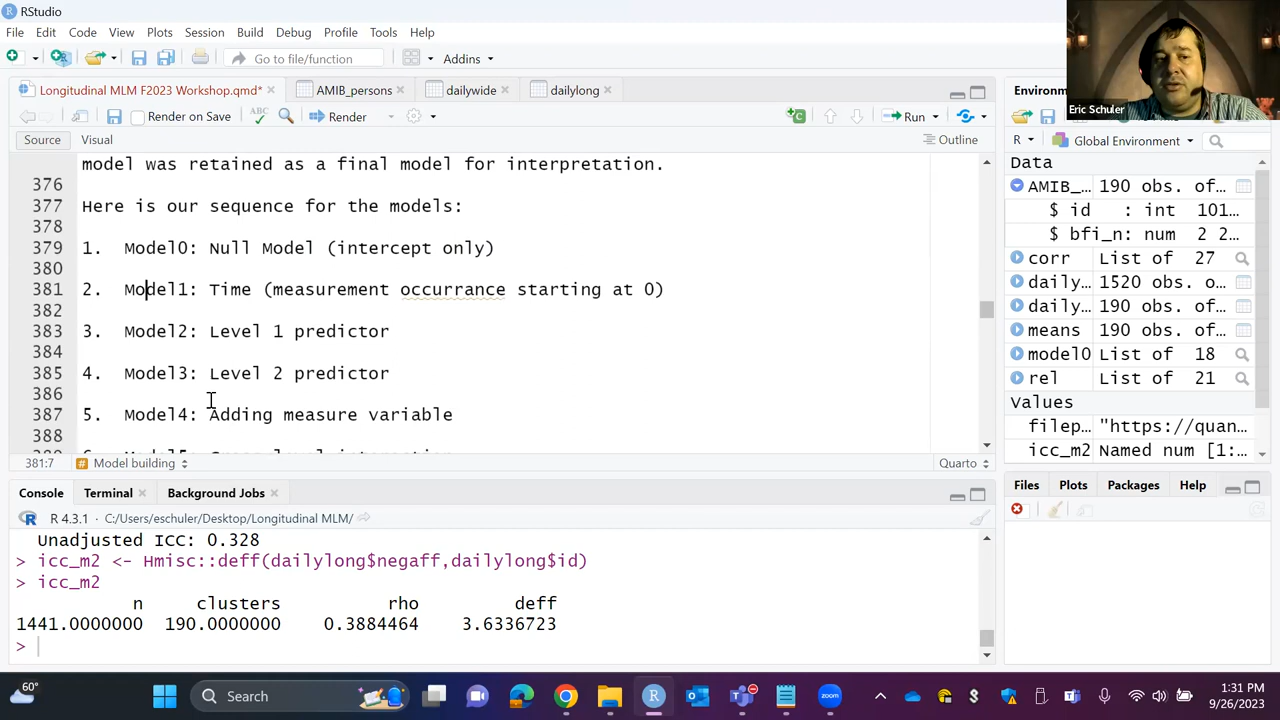 RStudio
File Edit Code View Plots Session Build Debug Profile Tools Help
Go to file/function Addins
Longitudinal MLM F2023 Workshop.qmd* AMIB_persons dailywide dailylong
Render on Save ABC Render Run
Source Visual Outline
model was retained as a final model for interpretation.
376
377 Here is our sequence for the models:
378
379 1. Model0: Null Model (intercept only)
380
381 2. Model1: Time (measurement occurrance starting at 0)
382
383 3. Model2: Level 1 predictor
384
385 4. Model3: Level 2 predictor
386
387 5. Model4: Adding measure variable
388
381:7 Model building Quarto
Console Terminal Background Jobs
R 4.3.1 · C:/Users/eschuler/Desktop/Longitudinal MLM/
Unadjusted ICC: 0.328
> icc_m2 <- Hmisc::deff(dailylong$negaff,dailylong$id)
> icc_m2
n clusters rho deff
1441.0000000 190.0000000 0.3884464 3.6336723
>
Eric Schuler
Environm
R Global Environment
Data
AMIB_… 190 obs. of…
$ id : int 101…
$ bfi_n: num 2 2…
corr List of 27
daily… 1520 obs. o…
daily… 190 obs. of…
means 190 obs. of…
model0 List of 18
rel List of 21
Values
filep… "https://quan…
icc_m2 Named num [1:…
Files Plots Packages Help
60°
Search
1:31 PM
9/26/2023